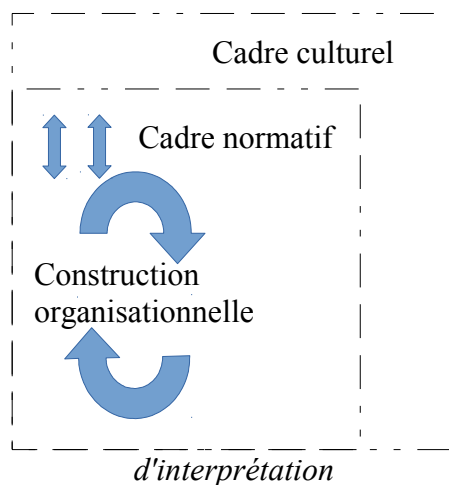 Cadre culturel
Cadre normatif
Construction
organisationnelle
d'interprétation